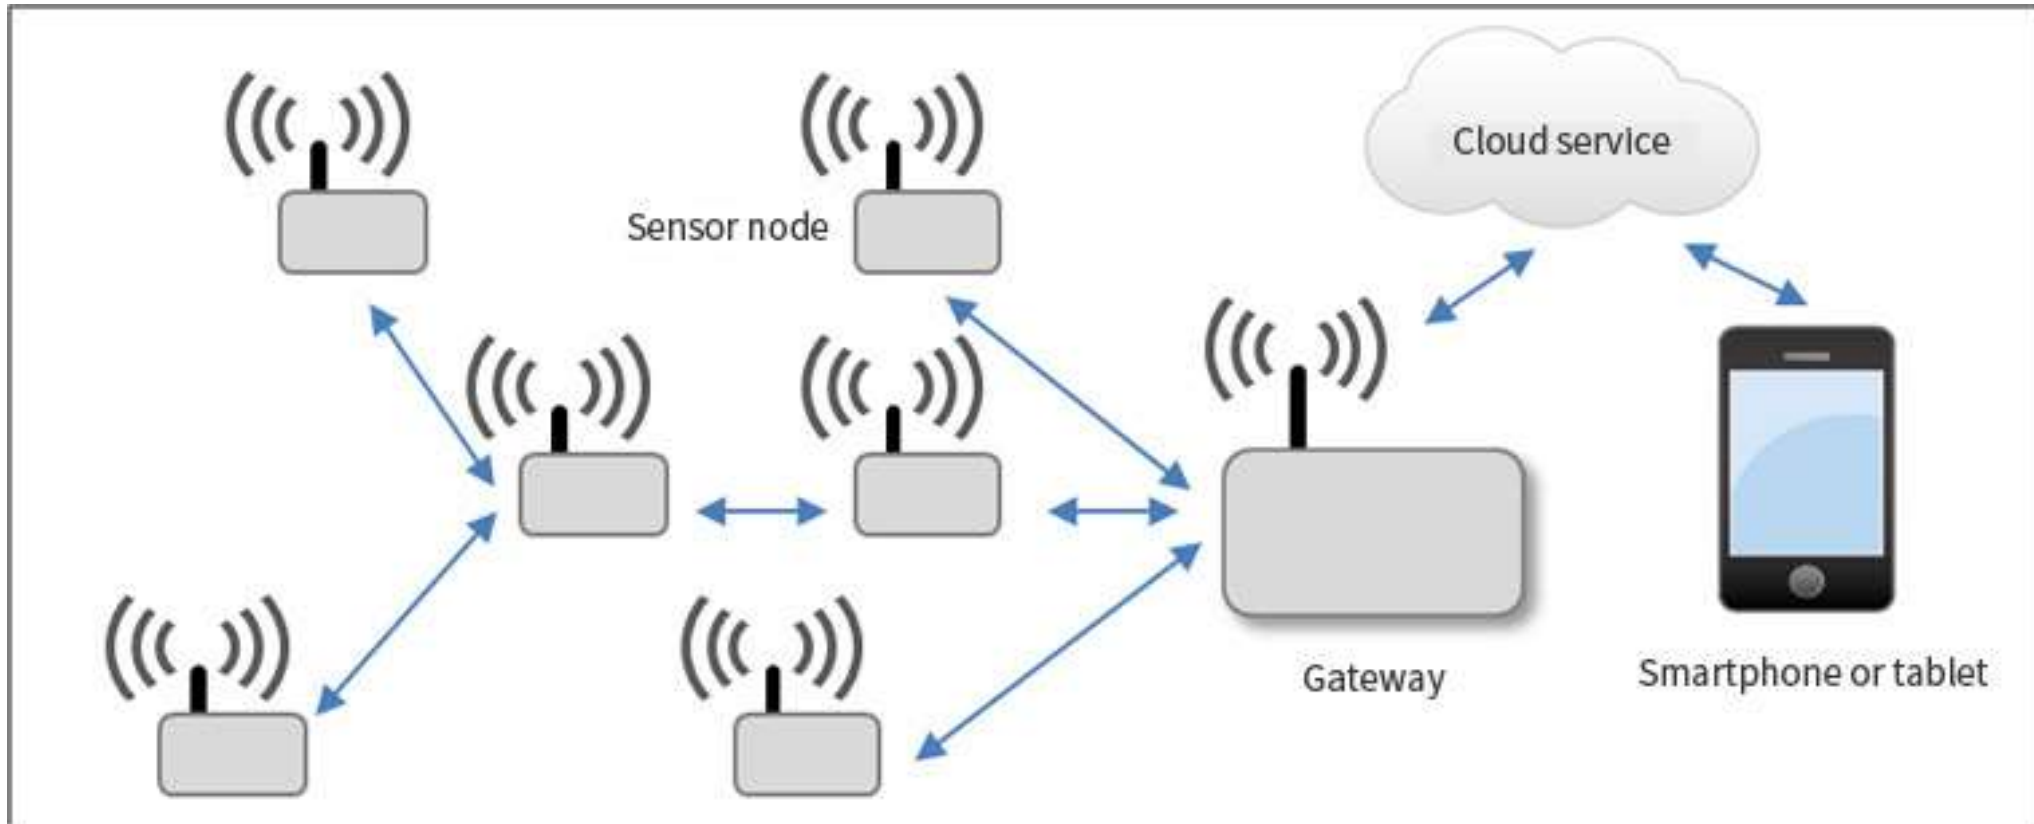 Cloud service
Sensor node
Gateway
Smartphone or tablet